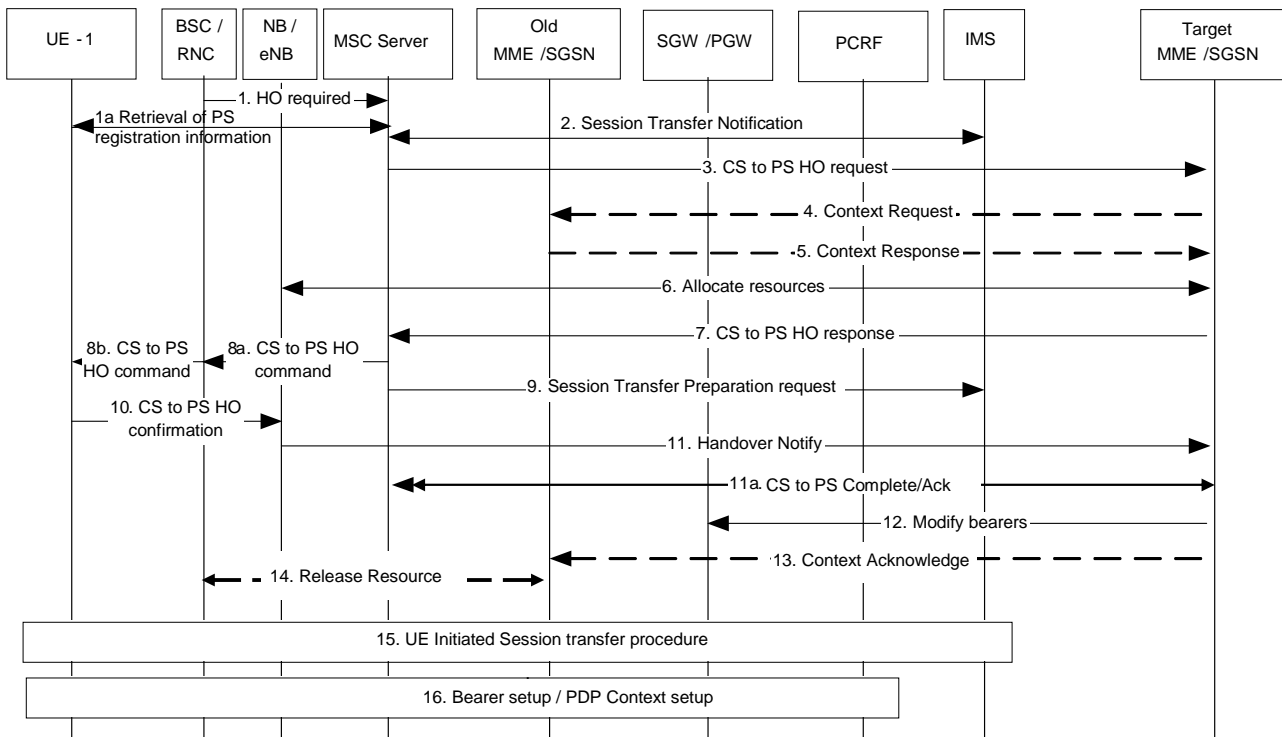 UE - 1
BSC /
RNC
NB /
eNB
MSC Server
Old
MME /SGSN
SGW /PGW
PCRF
IMS
Target
MME /SGSN
1. HO required
1a Retrieval of PS
registration information
2. Session Transfer Notification
3. CS to PS HO request
4. Context Request
5. Context Response
6. Allocate resources
7. CS to PS HO response
8b. CS to PS
HO command
8a. CS to PS HO
command
9. Session Transfer Preparation request
10. CS to PS HO
confirmation
11. Handover Notify
11a. CS to PS Complete/Ack
12. Modify bearers
13. Context Acknowledge
14. Release Resource
15. UE Initiated Session transfer procedure
16. Bearer setup / PDP Context setup